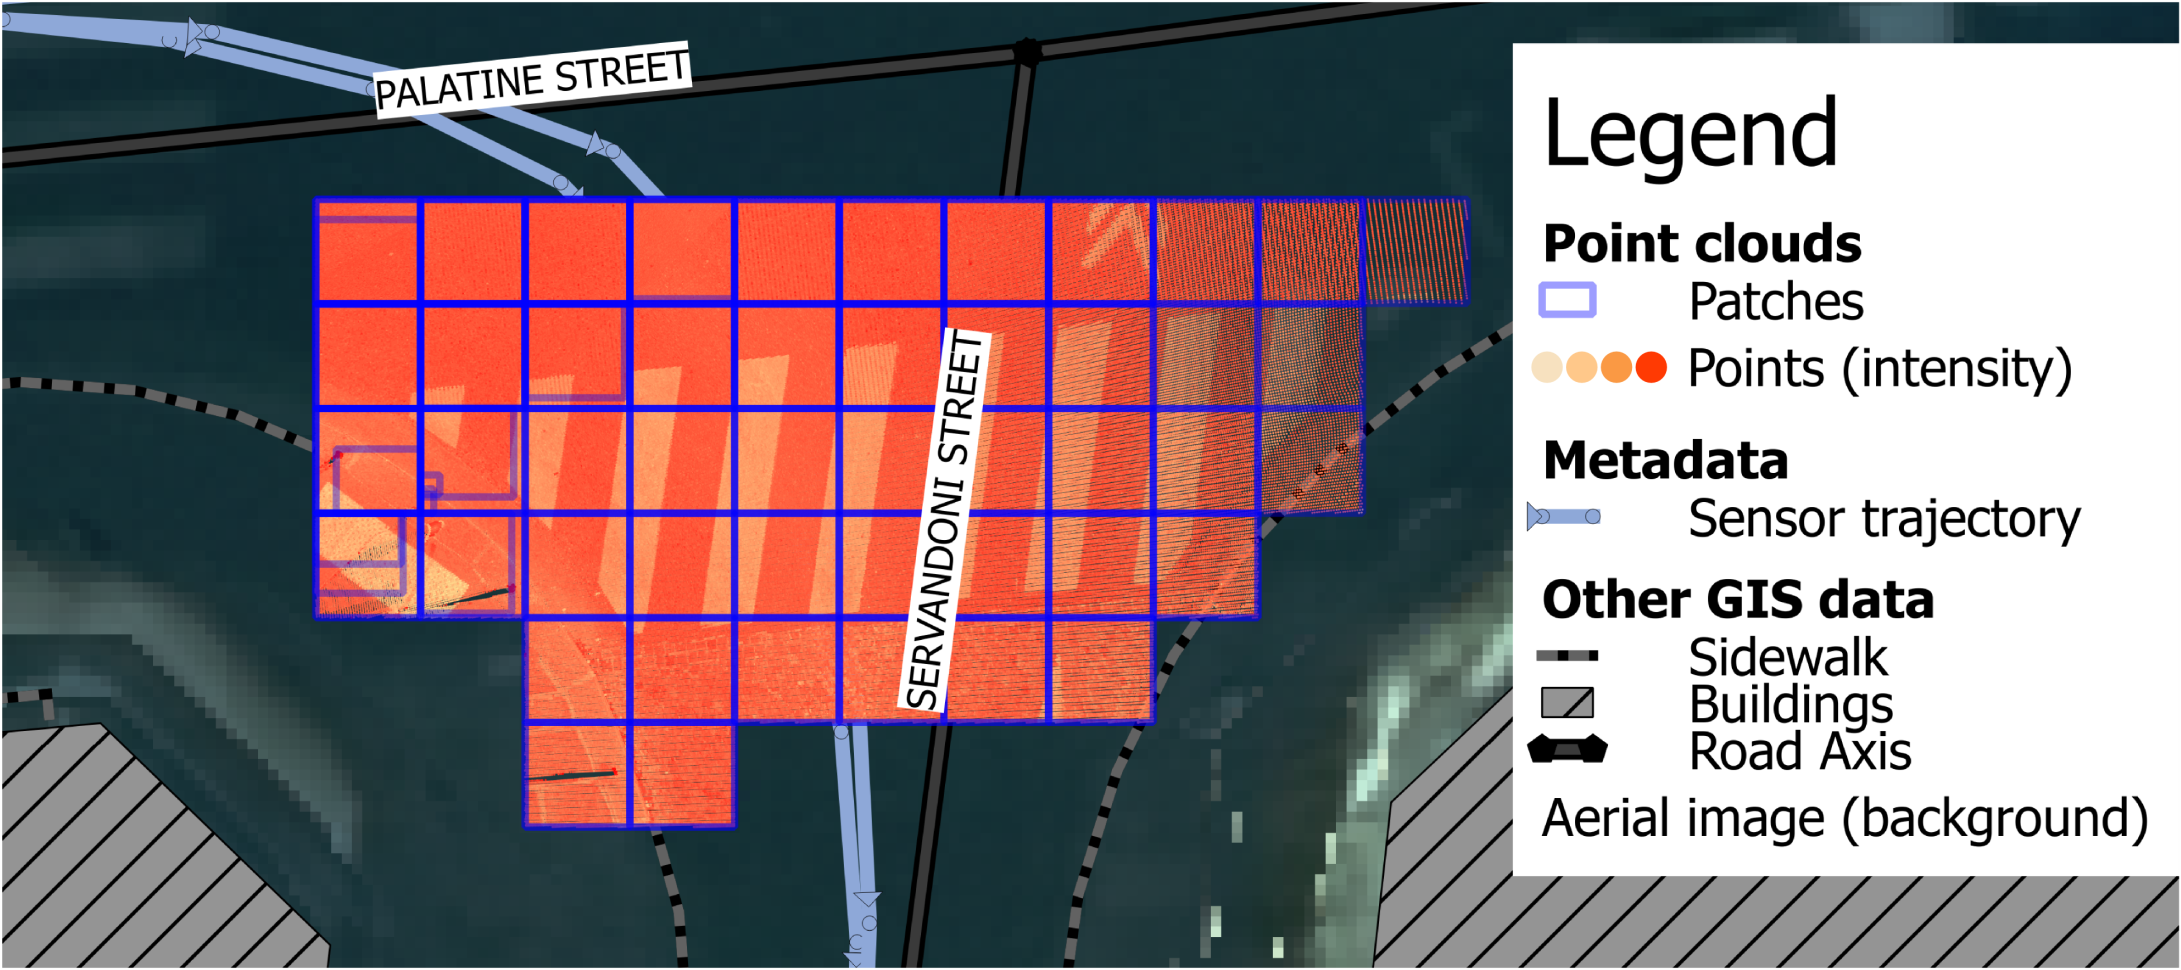 PALATINE STREET
SERVANDONI STREET
Legend
Point clouds
Patches
Points (intensity)
Metadata
Sensor trajectory
Other GIS data
Sidewalk
Buildings
Road Axis
Aerial image (background)